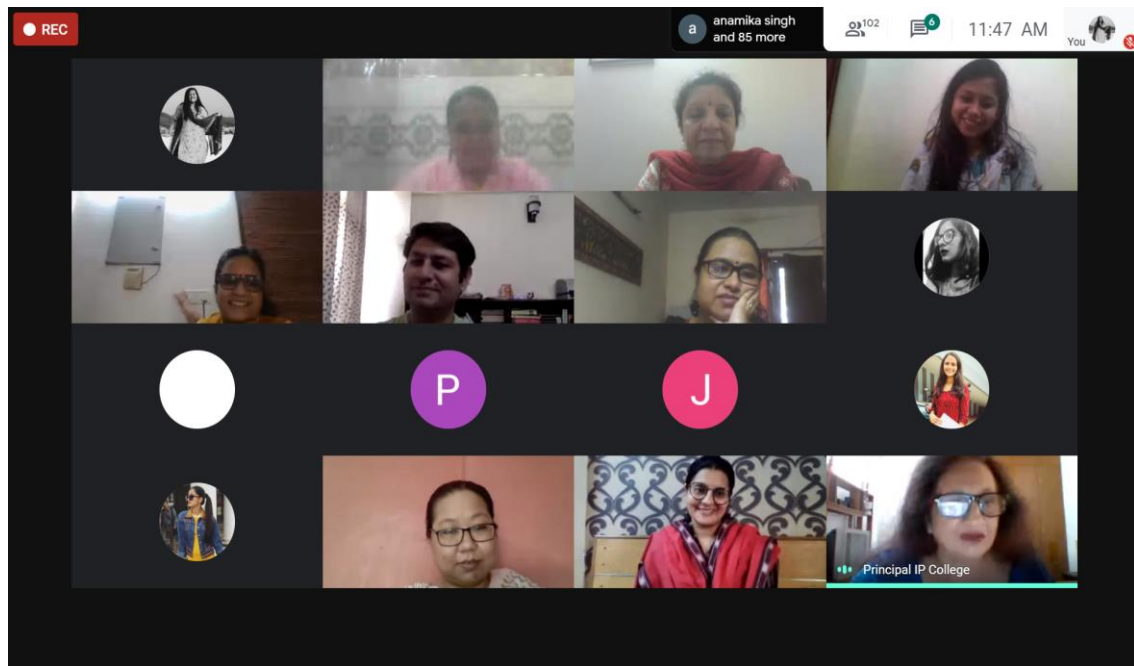 REC
a
anamika singh
and 85 more
102
6
11:47 AM
You
P
J
Principal IP College